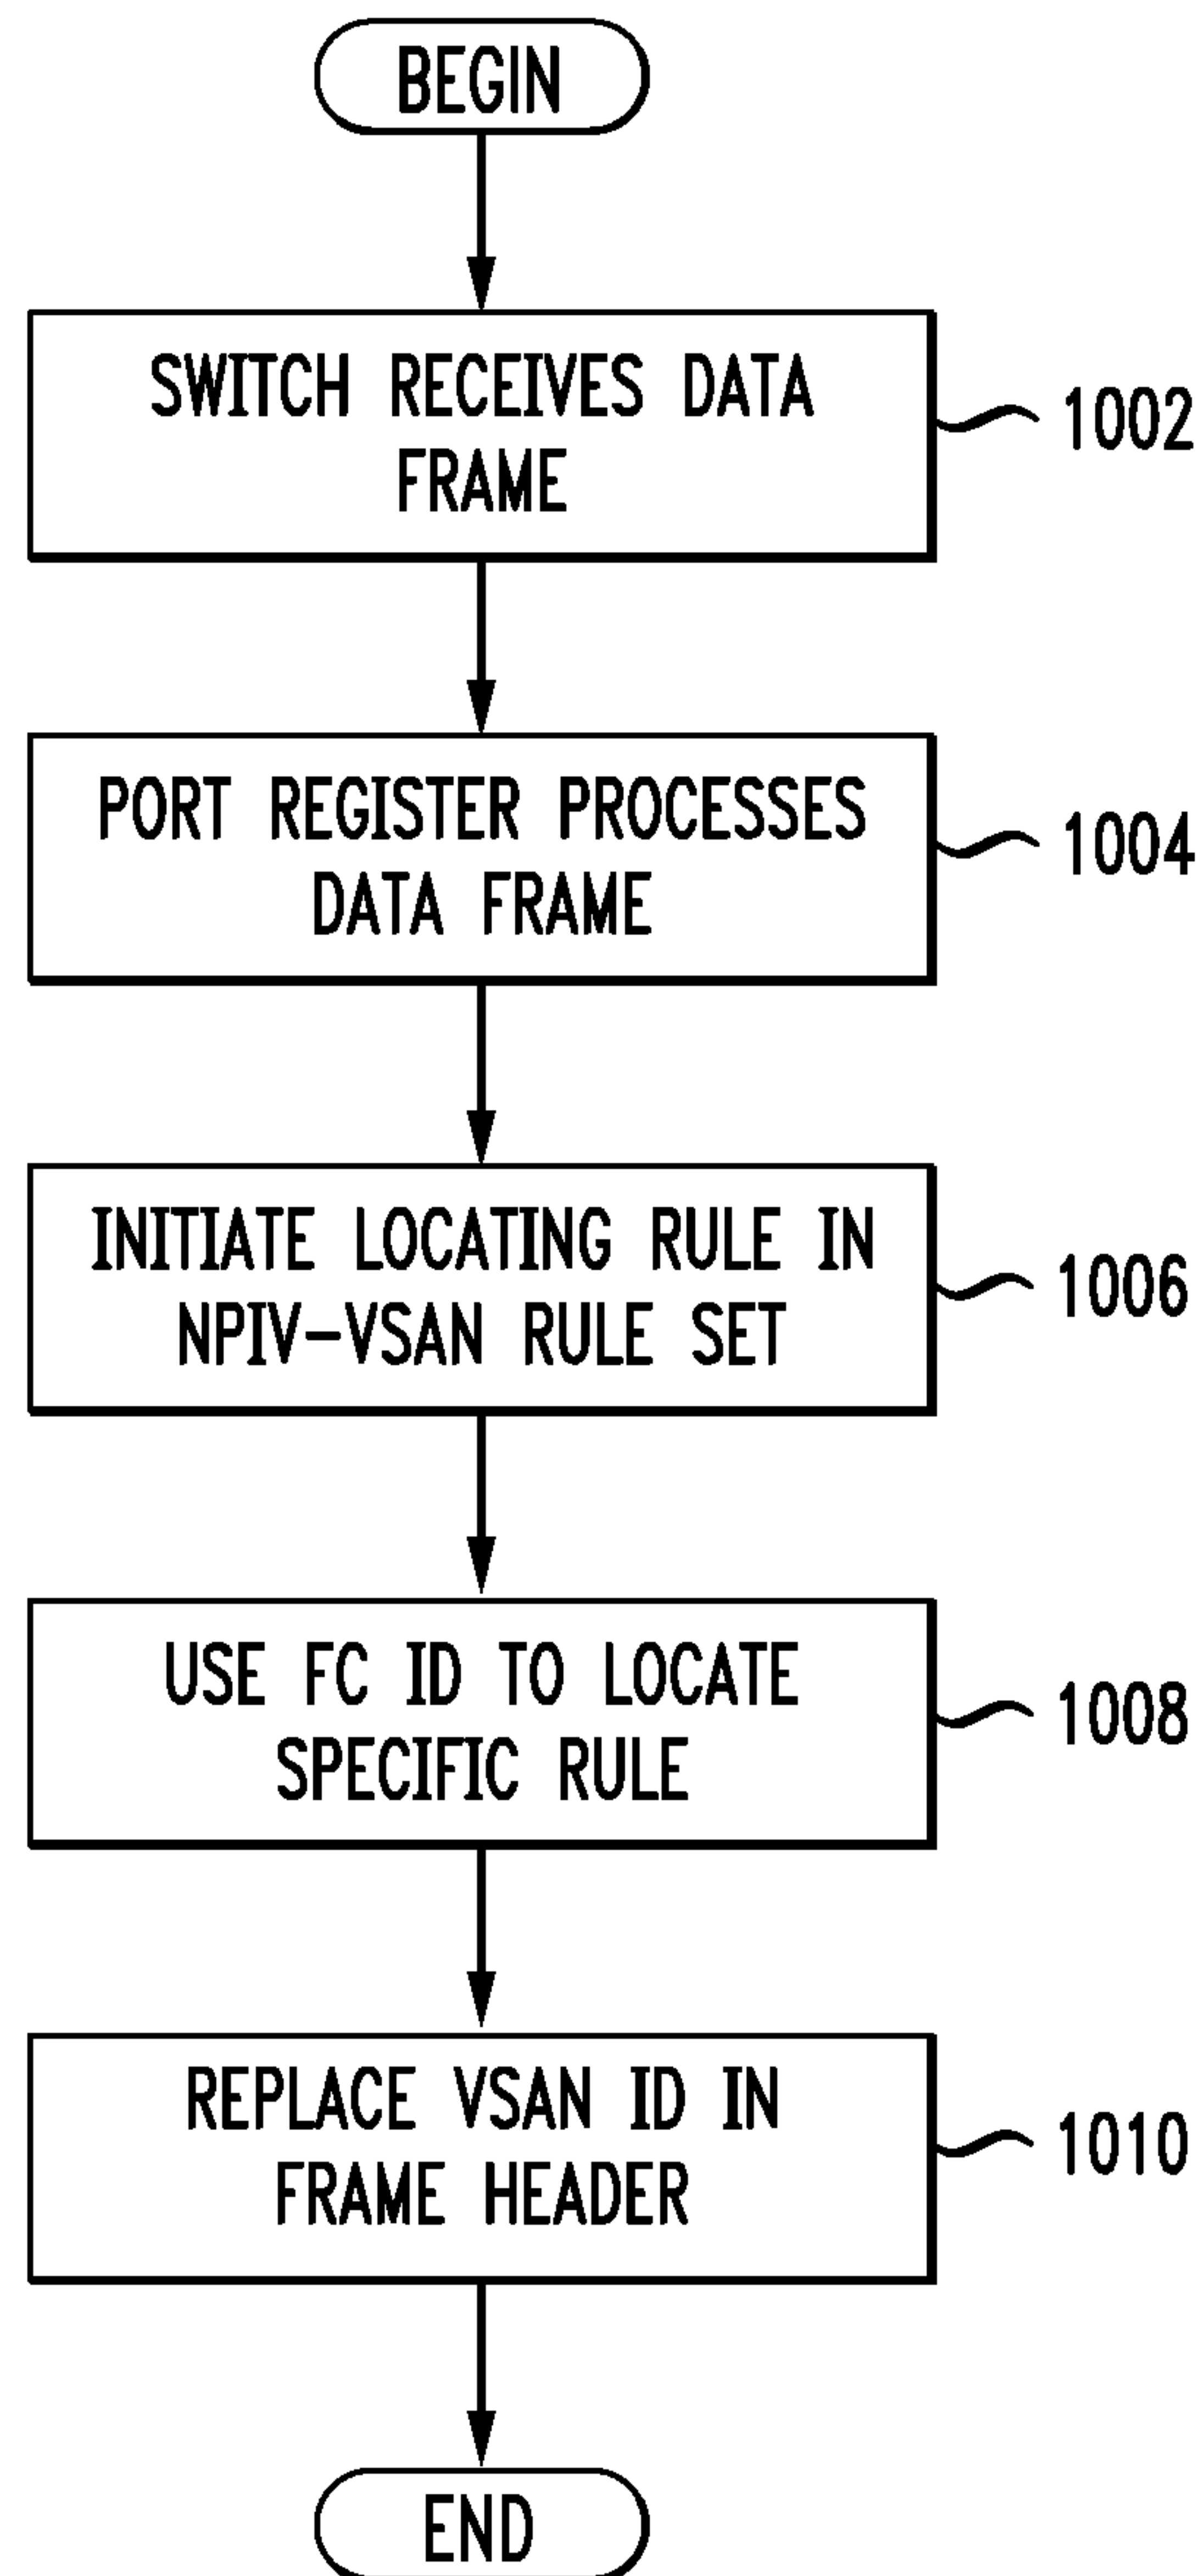 BEGIN
SWITCH RECEIVES DATA
FRAME
1002
PORT REGISTER PROCESSES
DATA FRAME
1004
INITIATE LOCATING RULE IN
NPIV-VSAN RULE SET
1006
USE FC ID TO LOCATE
SPECIFIC RULE
1008
REPLACE VSAN ID IN
FRAME HEADER
1010
END